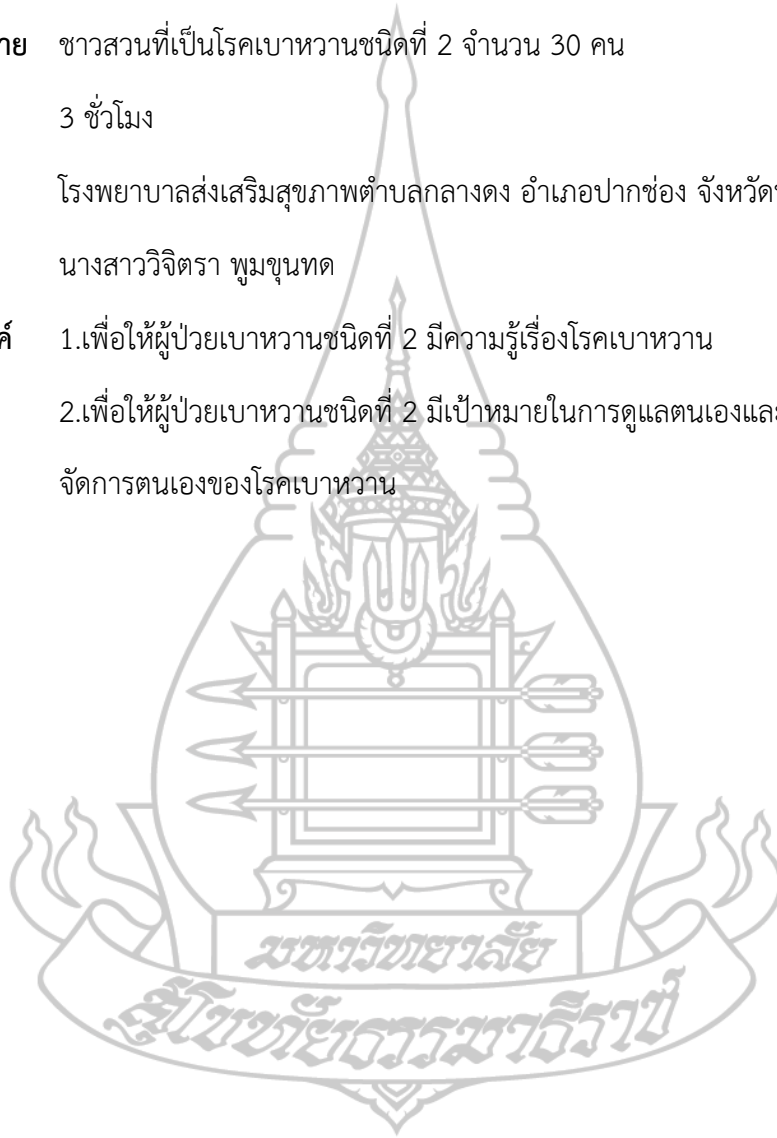 ชาวสวนที่เป็นโรคเบาหวานชนิดที่ 2 จำนวน 30 คน
3 ชั่วโมง
โรงพยาบาลส่งเสริมสุขภาพตำบลกลางดง อำเภอปากช่อง จังหวัด
นางสาววิจิตรา พูมขุนทด
1.เพื่อให้ผู้ป่วยเบาหวานชนิดที่ 2 มีความรู้เรื่องโรคเบาหวาน
2.เพื่อให้ผู้ป่วยเบาหวานชนิดที่ 2 มีเป้าหมายในการดูแลตนเองและ
จัดการตนเองของโรคเบาหวาน
มหาวิทยาลัย
สุโขทัยธรรมาธิราช